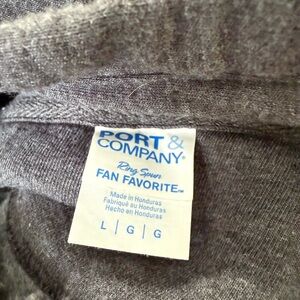 PORT &
COMPANY®
Ring Spun
FAN FAVORITE™
Made in Honduras
Fabriqué au Honduras
Hecho en Honduras
L | G | G